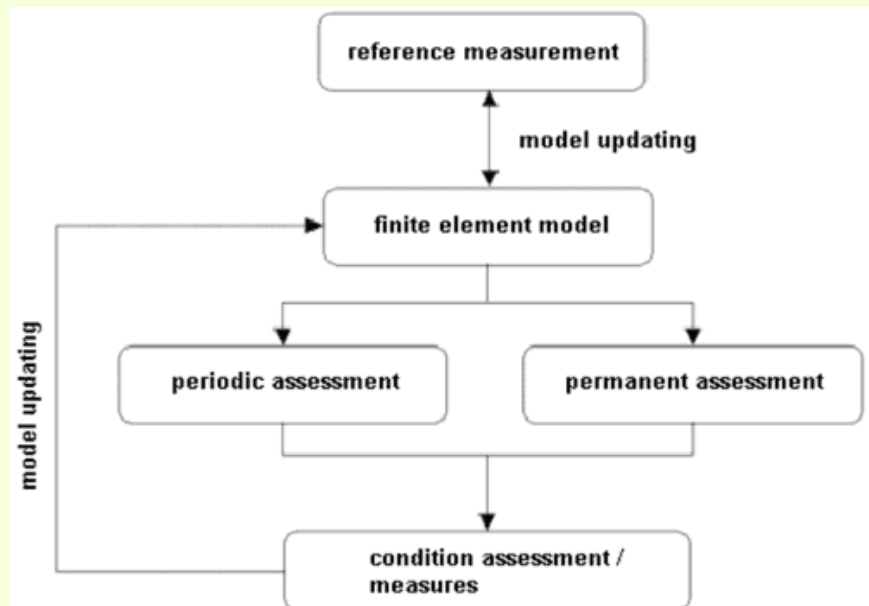 reference measurement
model updating
finite element model
periodic assessment
permanent assessment
model updating
condition assessment /
measures